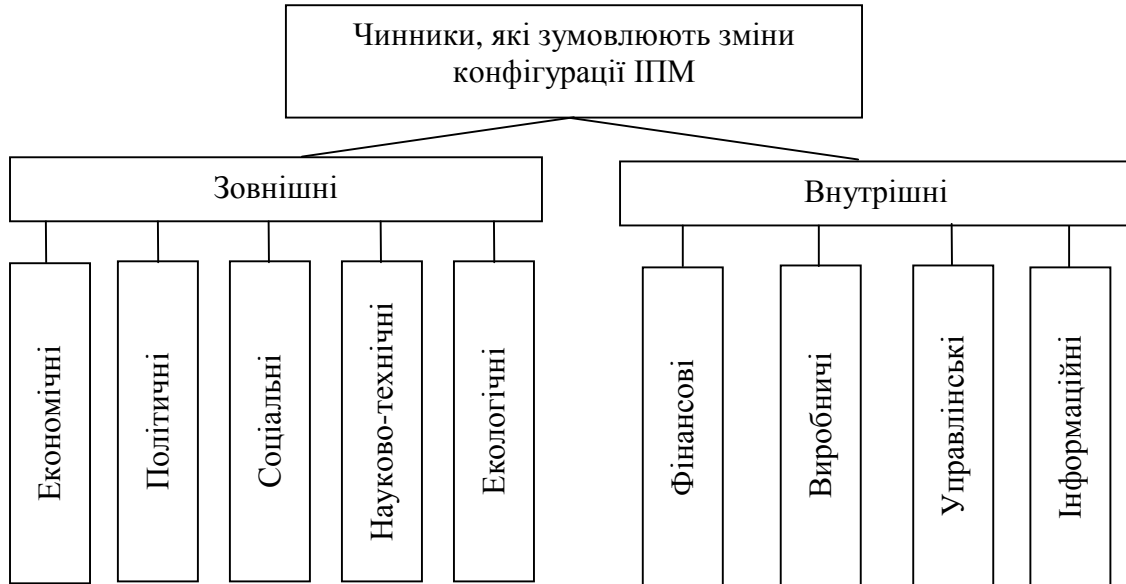 Чинники, які зумовлюють зміни
конфігурації ІПМ
Зовнішні
Внутрішні
Економічні
Політичні
Соціальні
Науково-технічні
Екологічні
Фінансові
Виробничі
Управлінські
Інформаційні